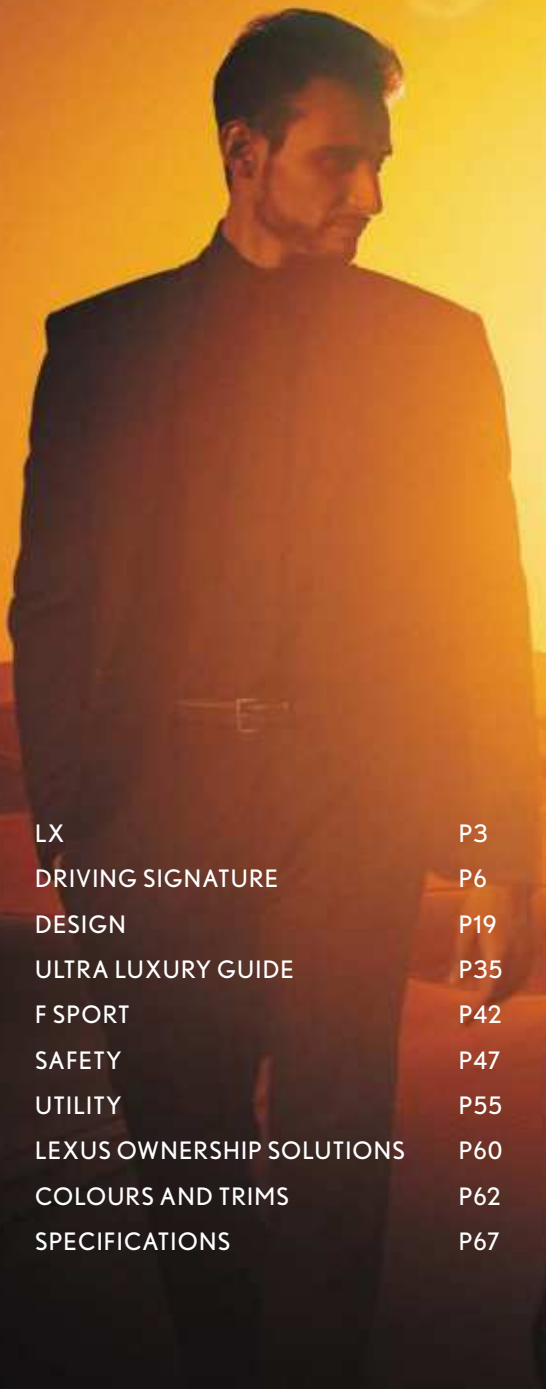 LX P3
DRIVING SIGNATURE P6
DESIGN P19
ULTRA LUXURY GUIDE P35
F SPORT P42
SAFETY P47
UTILITY P55
LEXUS OWNERSHIP SOLUTIONS P60
COLOURS AND TRIMS P62
SPECIFICATIONS P67